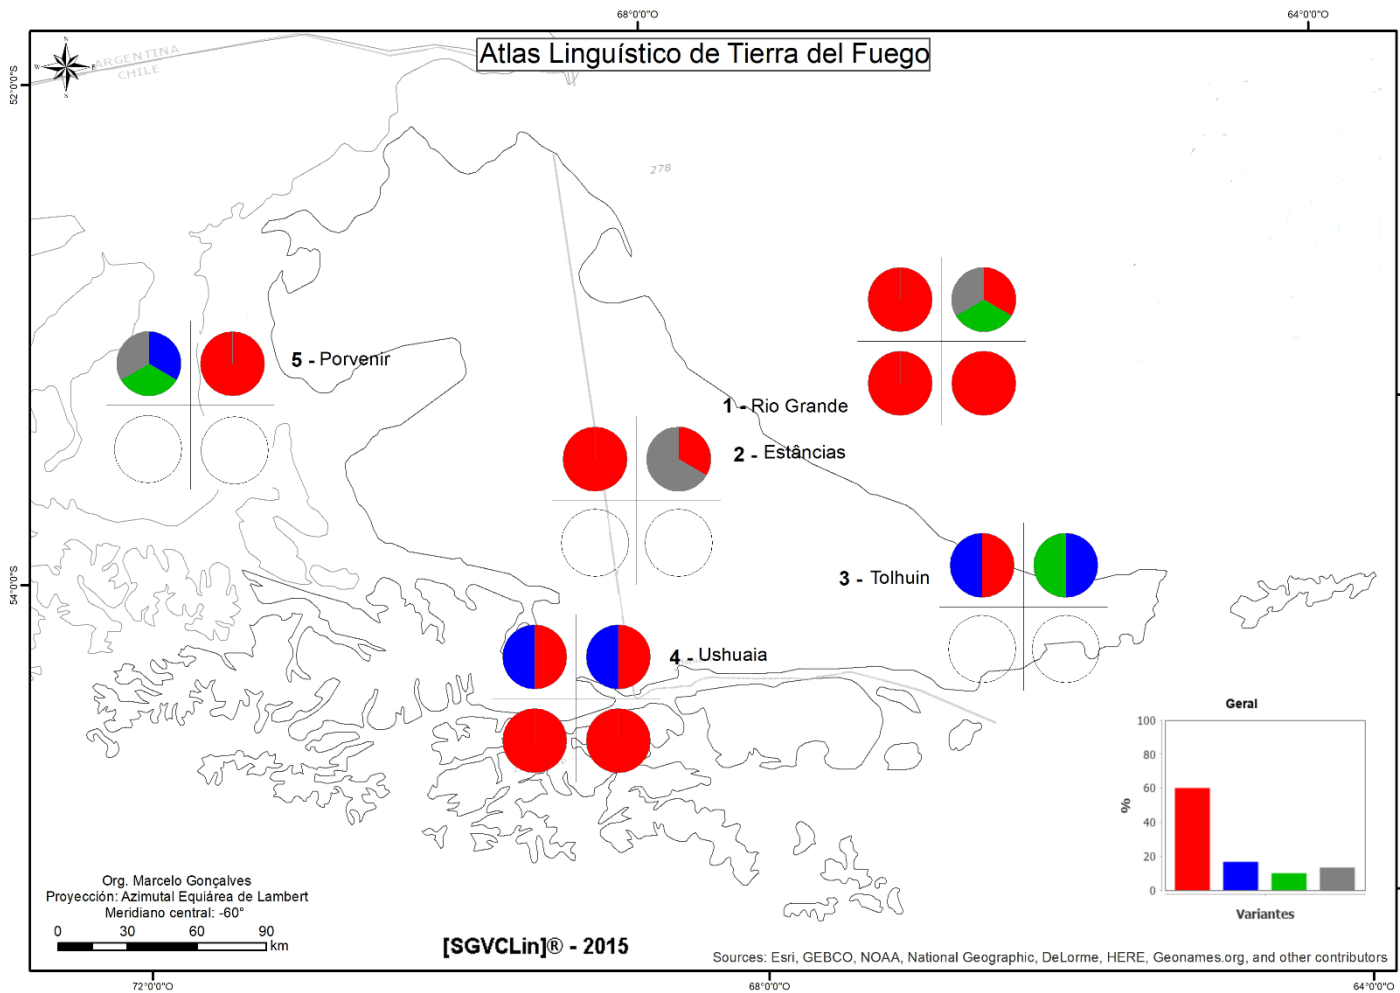 68°0'0"O
64°0'0"O
Atlas Linguístico de Tierra del Fuego
N
W
E
S
ARGENTINA
CHILE
52°0'0"S
278
5 - Porvenir
1 - Rio Grande
2 - Estâncias
3 - Tolhuin
54°0'0"S
4 - Ushuaia
Geral
100
80
60
40
20
0
%
Variantes
Org. Marcelo Gonçalves
Proyección: Azimutal Equiárea de Lambert
Meridiano central: -60°
0 30 60 90
km
[SGVCLin]® - 2015
Sources: Esri, GEBCO, NOAA, National Geographic, DeLorme, HERE, Geonames.org, and other contributors
72°0'0"O
68°0'0"O
64°0'0"O